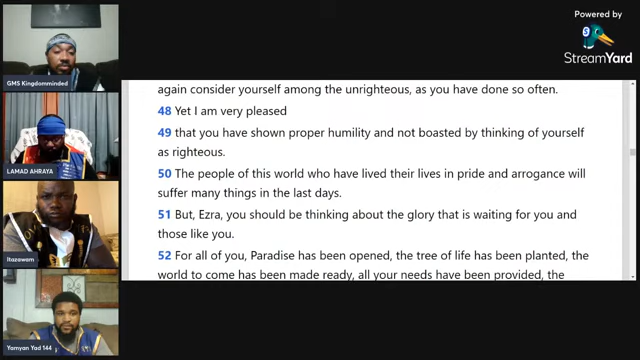 Powered by
StreamYard
GMS Kingdomminded
LAMAD AHRAYA
Itazawem
Yamyan Yad 144
again consider yourself among the unrighteous, as you have done so often.
48 Yet I am very pleased
49 that you have shown proper humility and not boasted by thinking of yourself
as righteous.
50 The people of this world who have lived their lives in pride and arrogance will
suffer many things in the last days.
51 But, Ezra, you should be thinking about the glory that is waiting for you and
those like you.
52 For all of you, Paradise has been opened, the tree of life has been planted, the
world to come has been made ready, all your needs have been provided, the